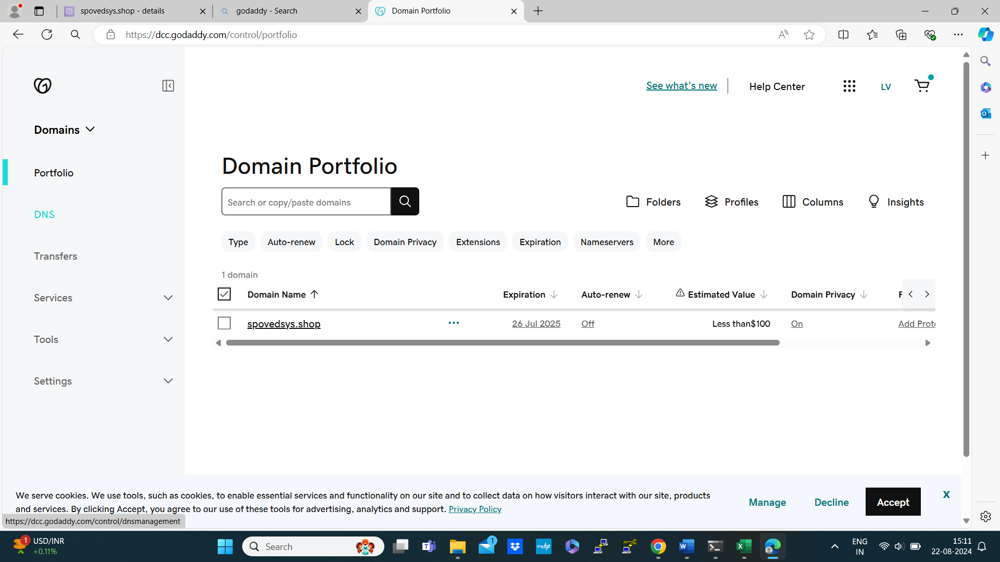 spovedsys.shop - details
godaddy - Search
Domain Portfolio
https://dcc.godaddy.com/control/portfolio
See what's new
Help Center
LV
Domains
Portfolio
DNS
Transfers
Services
Tools
Settings
Domain Portfolio
Search or copy/paste domains
Folders
Profiles
Columns
Insights
Type
Auto-renew
Lock
Domain Privacy
Extensions
Expiration
Nameservers
More
1 domain
Domain Name
Expiration
Auto-renew
Estimated Value
Domain Privacy
spovedsys.shop
26 Jul 2025
Off
Less than$100
On
Add Prote
We serve cookies. We use tools, such as cookies, to enable essential services and functionality on our site and to collect data on how visitors interact with our site, products
and services. By clicking Accept, you agree to our use of these tools for advertising, analytics and support. Privacy Policy
Manage
Decline
Accept
X
https://dcc.godaddy.com/control/dnsmanagement
1
USD/INR
+0.11%
Search
1
myhp
ENG
IN
15:11
22-08-2024